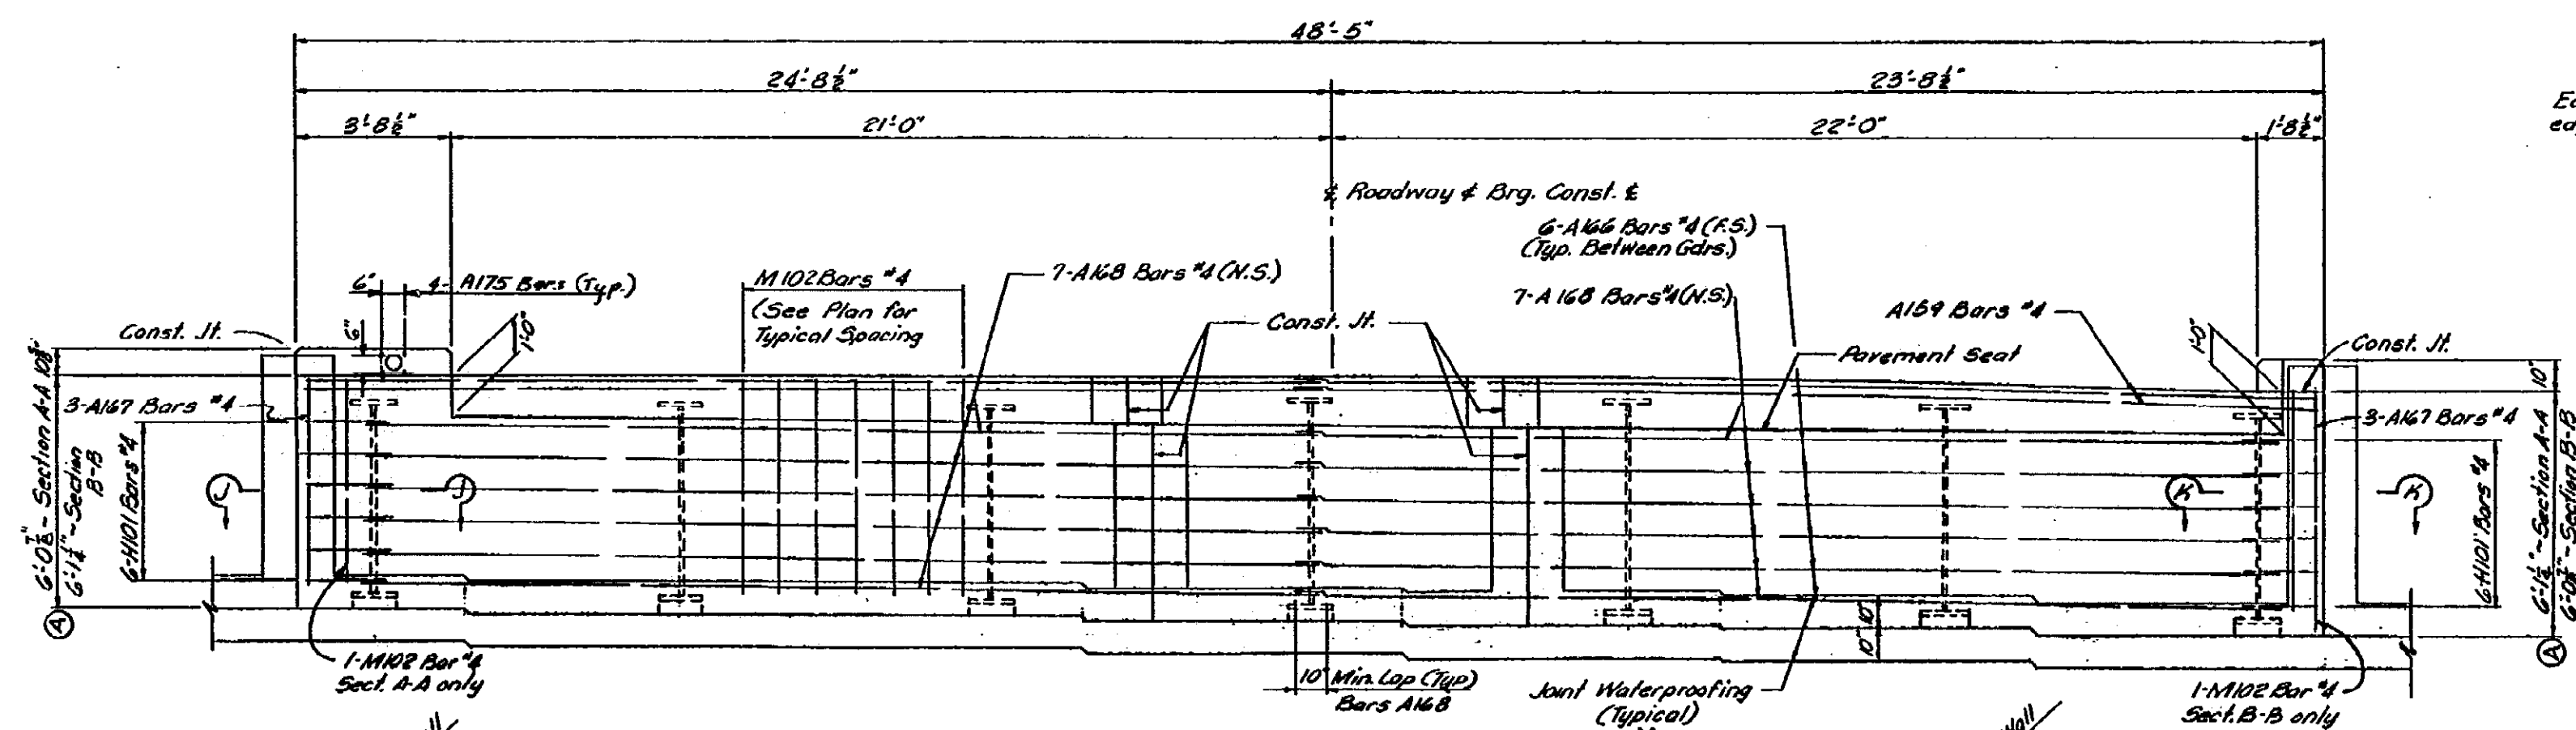 48'-5"
24'-8½"
23'-8½"
3'-8½"
21'-0"
22'-0"
1'-8½"
℄ Roadway & Brg. Const. ℄
6-A166 Bars #4 (F.S.)
(Typ. Between Gdrs.)
6"
4- A175 Bars (Typ.)
M102 Bars #4
(See Plan for
Typical Spacing
7-A168 Bars #4 (N.S.)
7-A168 Bars #4 (N.S.)
A159 Bars #4
Const. Jt.
6"
1'-0"
Const. Jt.
Pavement Seat
1'-0"
Const. Jt.
3-A167 Bars #4
3-A167 Bars #4
6'-0⅞" - Section A-A
6'-1¼" - Section
B-B
6-H101 Bars #4
J
J
K
K
10"
6-H101 Bars #4
6'-1¼" - Section A-A
6'-0⅞" - Section B-B
A
A
1-M102 Bar #4
Sect. A-A only
10" Min. Lap (Typ)
Bars A168
Joint Waterproofing
(Typical)
10" 10"
1-M102 Bar #4
Sect. B-B only